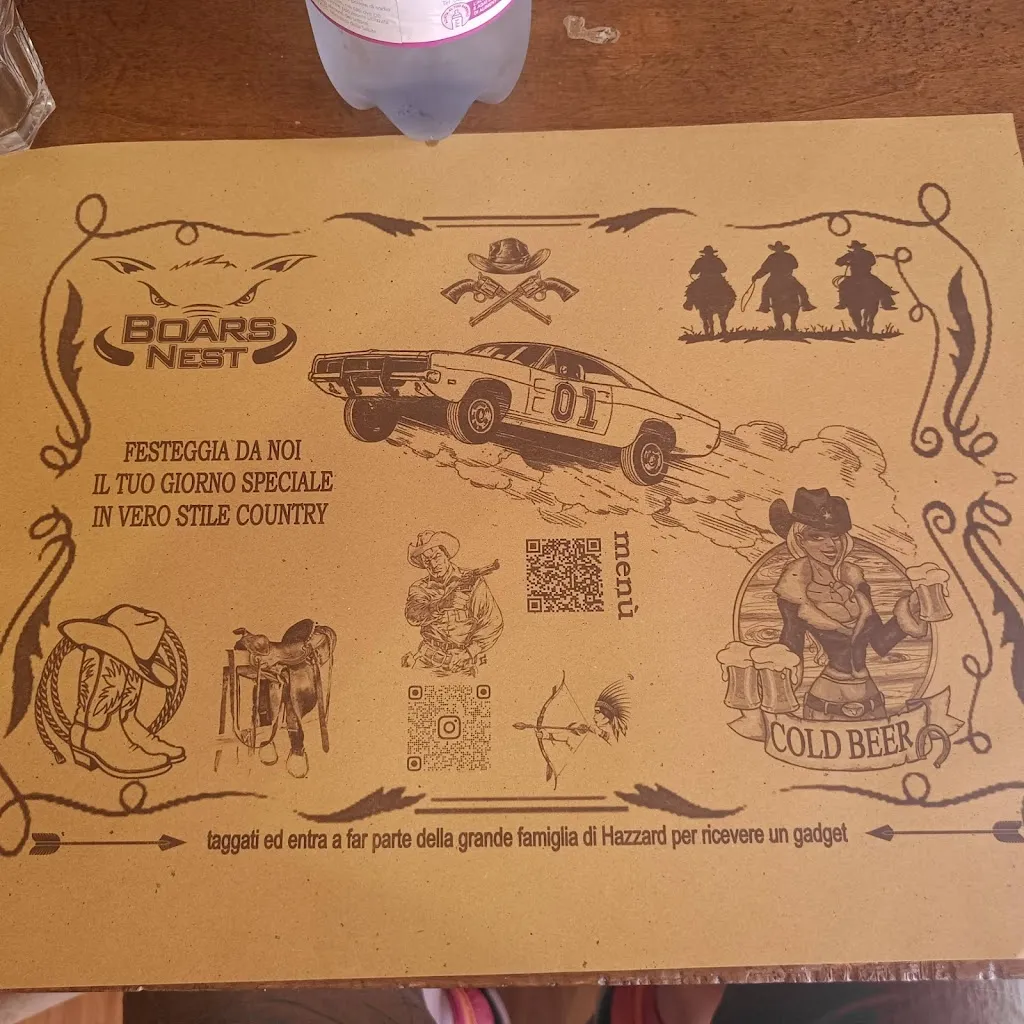 BOARS
NEST
01
FESTEGGIA DA NOI
IL TUO GIORNO SPECIALE
IN VERO STILE COUNTRY
menù
COLD BEER
taggati ed entra a far parte della grande famiglia di Hazzard per ricevere un gadget